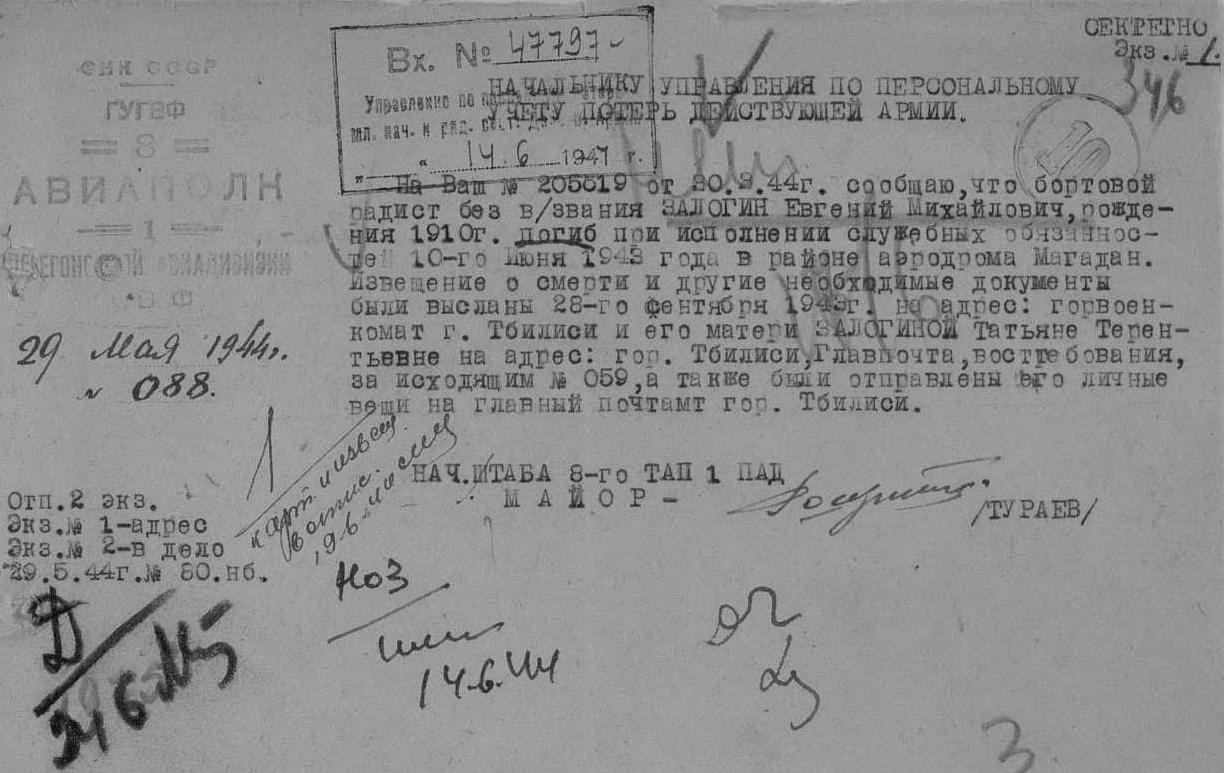 СЕКРЕТНО
Экз.№ 1.
346
Вх. № 47797-
Управление по
мл. нач. и ряд.
"14.6 1944 г.
НАЧАЛЬНИКУ УПРАВЛЕНИЯ ПО ПЕРСОНАЛЬНОМУ
УЧЕТУ ПОТЕРЬ ДЕЙСТВУЮЩЕЙ АРМИИ.
10
СНК СССР
ГУГВФ
8
АВИАПОЛК
1
ПЕРЕГОНОЧНОЙ АВИАДИВИЗИИ
ГВФ
29 Мая 1944г.
№ 088.
На Ваш № 205619 от 30.3.44г. сообщаю,что бортовой
радист без в/звания ЗАЛОГИН Евгений Михайлович,рожде-
ния 1910г. погиб при исполнении служебных обязаннос-
тей 10-го Июня 1943 года в районе аэродрома Магадан.
Извещение о смерти и другие необходимые документы
были высланы 28-го сентября 1943г. на адрес: горвоен-
комат г. Тбилиси и его матери ЗАЛОГИНОЙ Татьяне Терен-
тьевне на адрес: гор. Тбилиси,Главпочта,востребования,
за исходящим № 059,а также были отправлены его личные
вещи на главный почтамт гор. Тбилиси.
НАЧ.ШТАБА 8-го ТАП 1 ПАД
МАЙОР-
/ТУРАЕВ/
Отп.2 экз.
Экз.№ 1-адрес
Экз.№ 2-в дело
29.5.44г.№ 80.нб.
14.6.44
3